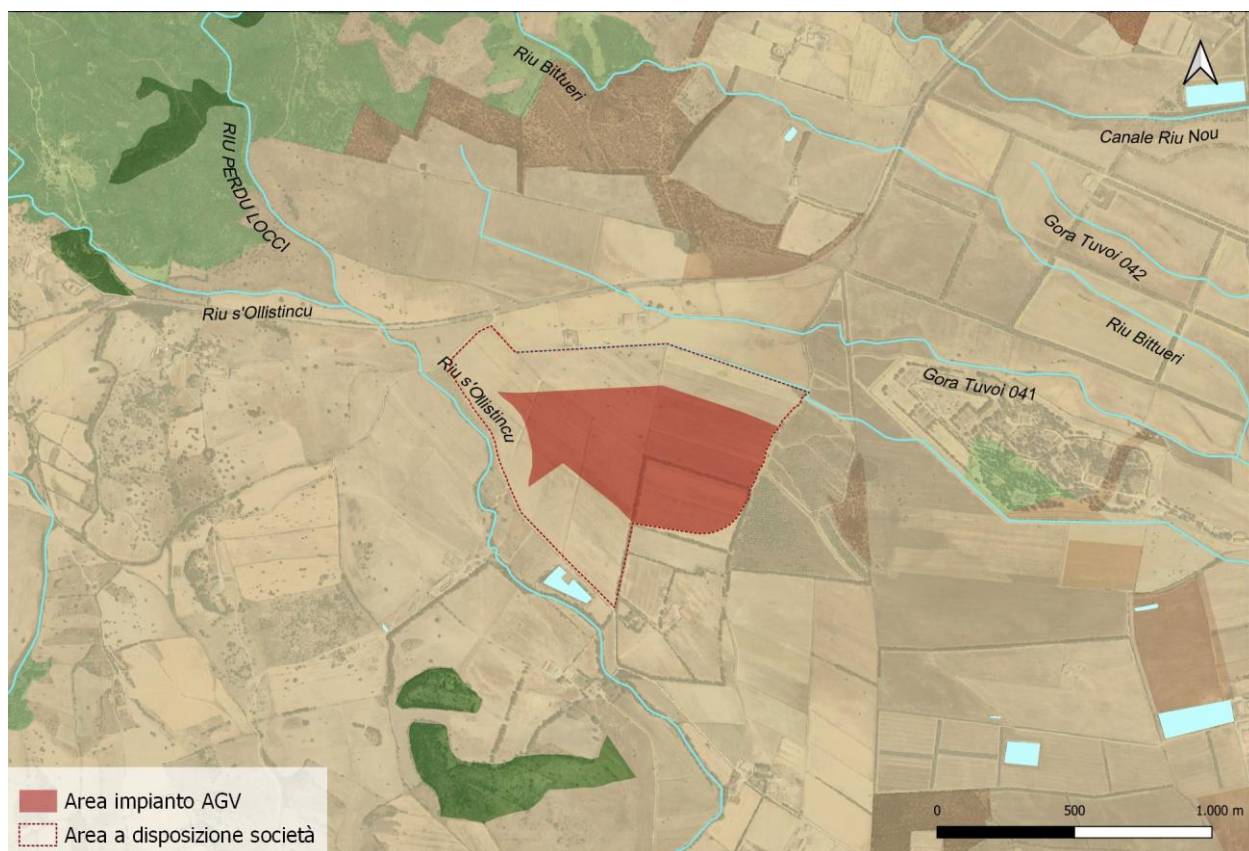 Riu Bittueri
Canale Riu Nou
RIU PERDU LOCCI
Gora Tuvoi 042
Riu s'Ollistincu
Riu Bittueri
Riu s'Ollistincu
Gora Tuvoi 041
Area impianto AGV
Area a disposizione società
0 500 1.000 m